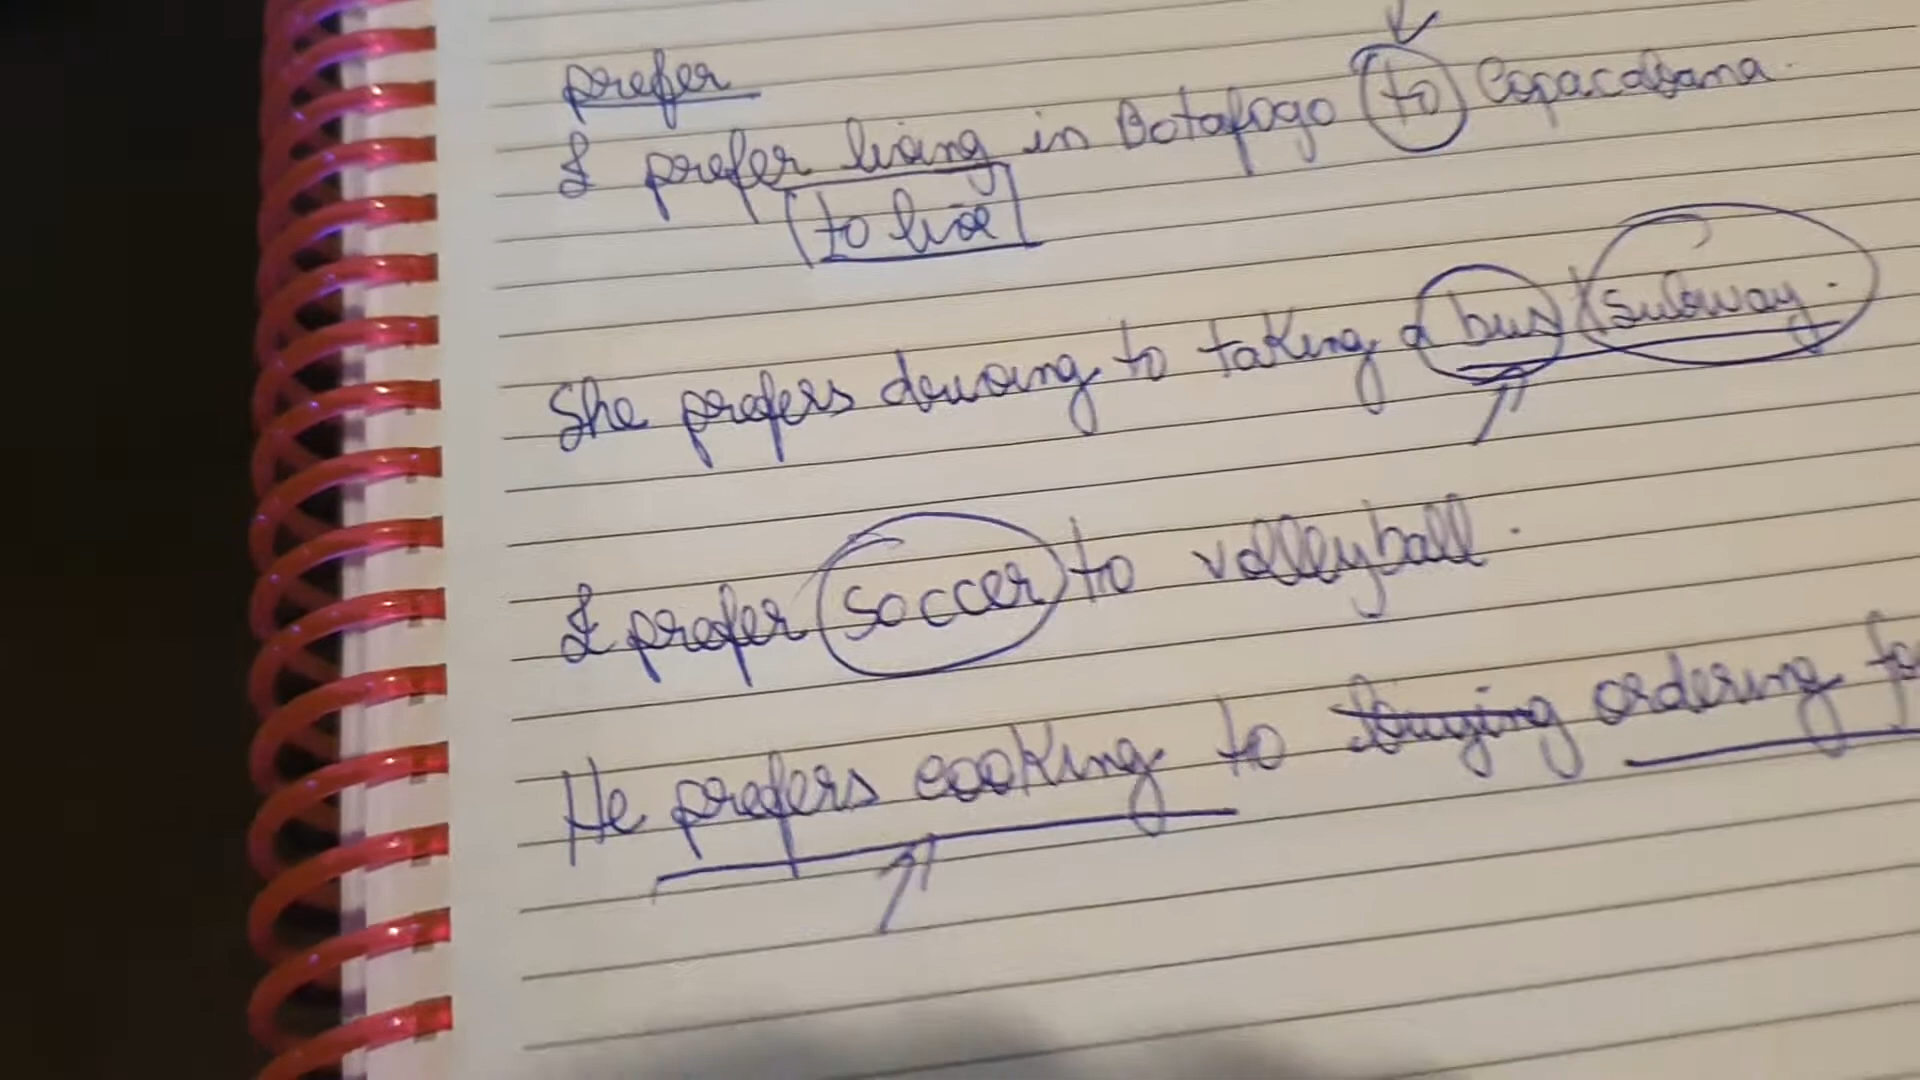 prefer
I prefer living in Botafogo to Copacabana.
to live
She prefers driving to taking a bus / subway.
I prefer soccer to volleyball.
He prefers cooking to buying ordering